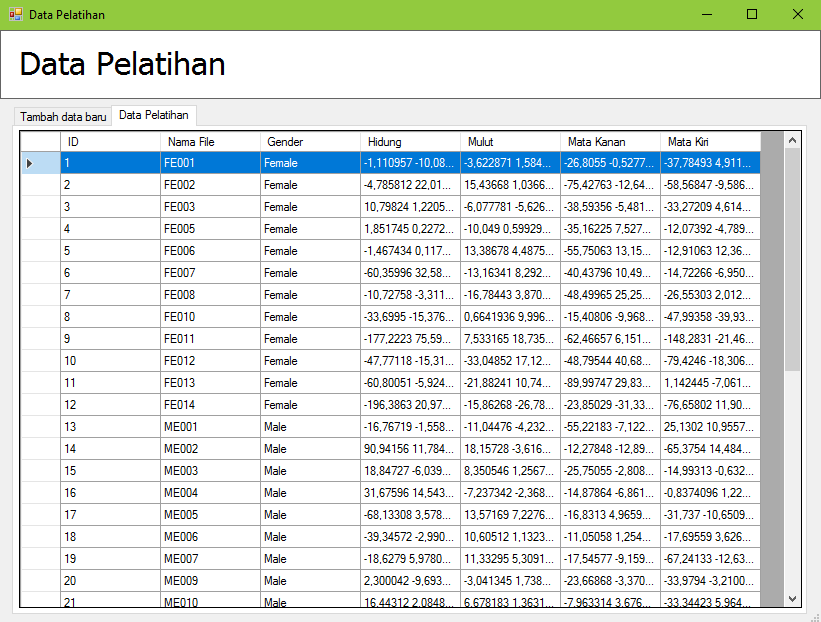 Data Pelatihan
Data Pelatihan
Tambah data baru Data Pelatihan
ID Nama File Gender Hidung Mulut Mata Kanan Mata Kiri
1 FE001 Female -1,110957 -10,08... -3,622871 1,584... -26,8055 -0,5277... -37,78493 4,911...
2 FE002 Female -4,785812 22,01... 15,43668 1,0366... -75,42763 -12,64... -58,56847 -9,586...
3 FE003 Female 10,79824 1,2205... -6,077781 -5,626... -38,59356 -5,481... -33,27209 4,614...
4 FE005 Female 1,851745 0,2272... -10,049 0,59929... -35,16225 7,527... -12,07392 -4,789...
5 FE006 Female -1,467434 0,117... 13,38678 4,4875... -55,75063 13,15... -12,91063 12,36...
6 FE007 Female -60,35996 32,58... -13,16341 8,292... -40,43796 10,49... -14,72266 -6,950...
7 FE008 Female -10,72758 -3,311... -16,78443 3,870... -48,49965 25,25... -26,55303 2,012...
8 FE010 Female -33,6995 -15,376... 0,6641936 9,996... -15,40806 -9,968... -47,99358 -39,93...
9 FE011 Female -177,2223 75,59... 7,533165 18,735... -62,46657 6,151... -148,2831 -21,46...
10 FE012 Female -47,77118 -15,31... -33,04852 17,12... -48,79544 40,68... -79,4246 -18,306...
11 FE013 Female -60,80051 -5,924... -21,88241 10,74... -89,99747 29,83... 1,142445 -7,061...
12 FE014 Female -196,3863 20,97... -15,86268 -26,78... -23,85029 -31,33... -76,65802 11,90...
13 ME001 Male -16,76719 -1,558... -11,04476 -4,232... -55,22183 -7,122... 25,1302 10,9557...
14 ME002 Male 90,94156 11,784... 18,15728 -3,616... -12,27848 -12,89... -65,3754 14,484...
15 ME003 Male 18,84727 -6,039... 8,350546 1,2567... -25,75055 -2,808... -14,99313 -0,632...
16 ME004 Male 31,67596 14,543... -7,237342 -2,368... -14,87864 -6,861... -0,8374096 1,22...
17 ME005 Male -68,13308 3,578... 13,57169 7,2276... -16,8313 4,9659... -31,737 -10,6509...
18 ME006 Male -39,34572 -2,990... 10,60512 1,1323... -11,05058 1,254... -17,69559 3,626...
19 ME007 Male -18,6279 5,9780... 11,33295 5,3091... -17,54577 -9,159... -67,24133 -12,63...
20 ME009 Male 2,300042 -9,693... -3,041345 1,738... -23,66868 -3,370... -33,9794 -3,2100...
21 ME010 Male 16,44312 2,0848... 6,678183 1,3631... -7,963314 3,676... -33,34423 5,964...